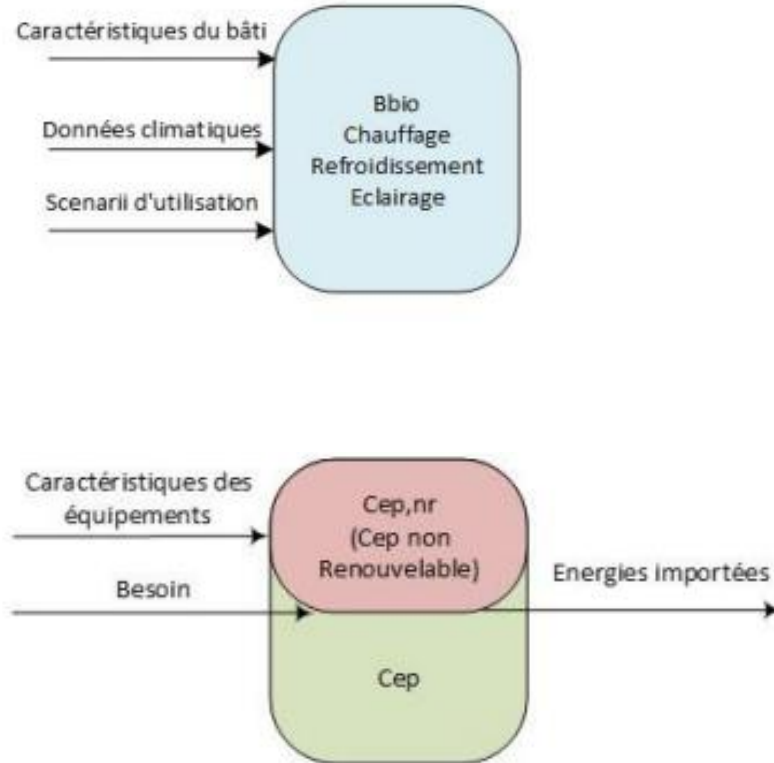 Caractéristiques du bâti
Données climatiques
Scenarii d'utilisation
Bbio
Chauffage
Refroidissement
Eclairage
Caractéristiques des
équipements
Besoin
Cep,nr
(Cep non
Renouvelable)
Energies importées
Cep